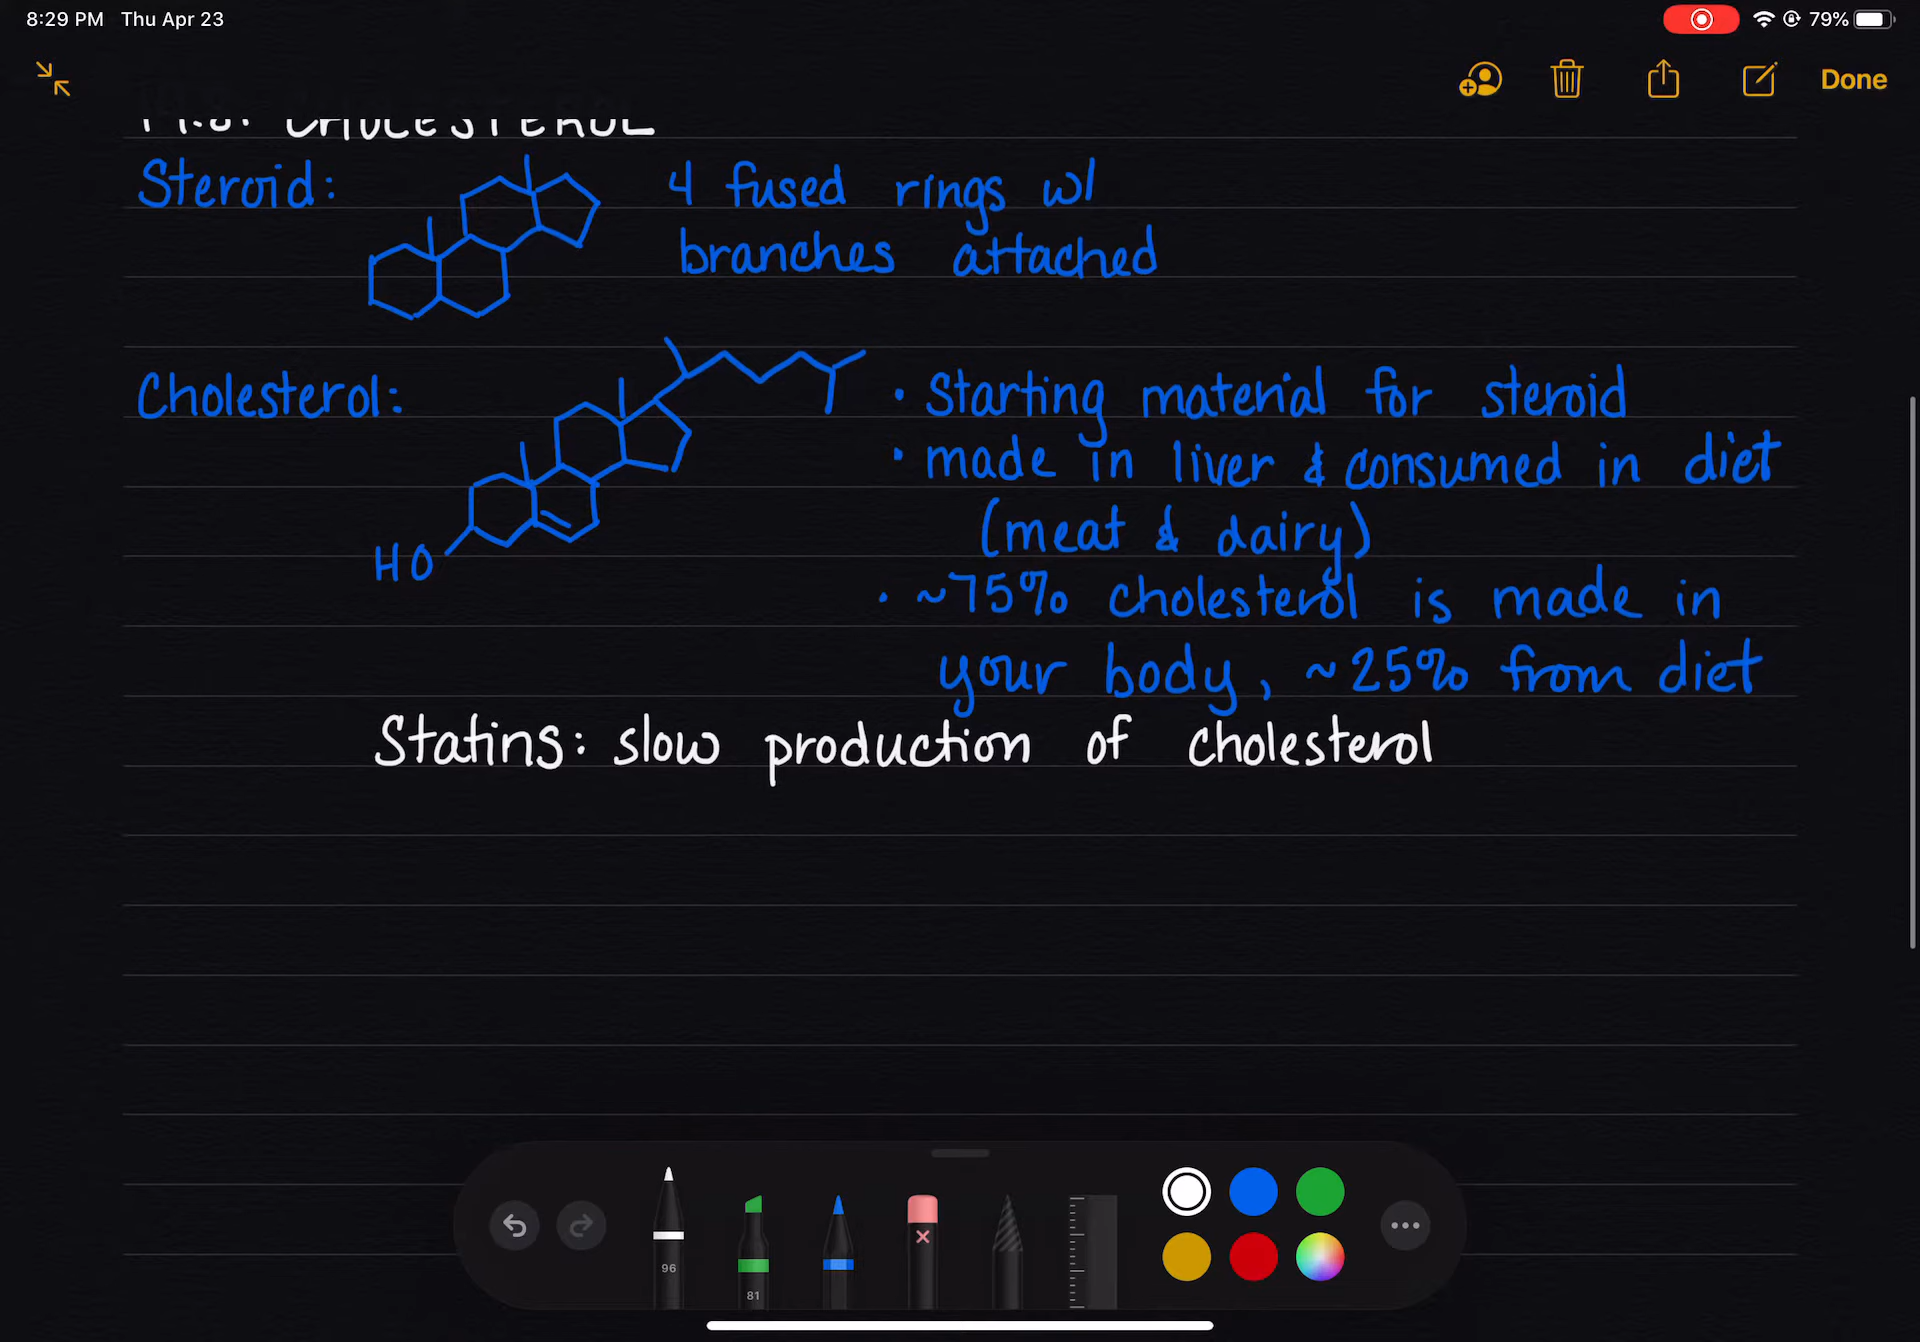 8:29 PM Thu Apr 23
79%
Done
CHOLESTEROL
Steroid: 4 fused rings w/
branches attached
Cholesterol: • Starting material for steroid
• made in liver & consumed in diet
(meat & dairy)
HO
• ~75% cholesterol is made in
your body, ~25% from diet
Statins: slow production of cholesterol
96
81